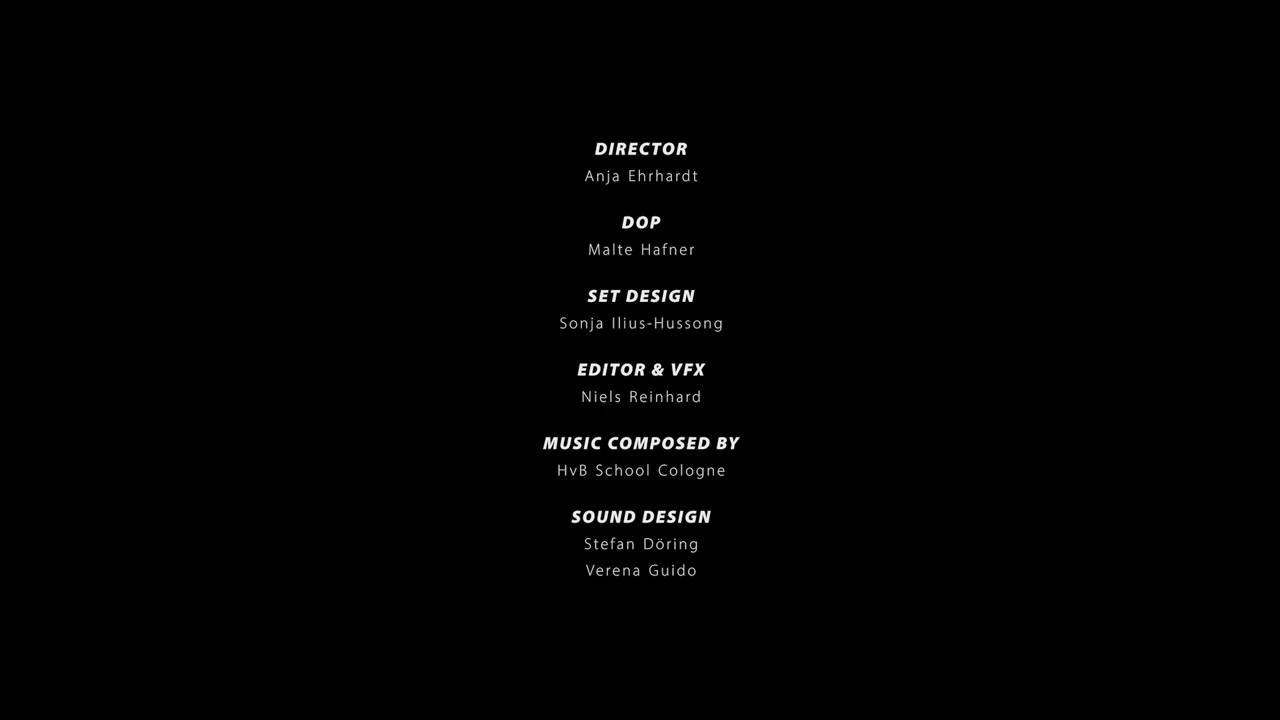 DIRECTOR
Anja Ehrhardt
DOP
Malte Hafner
SET DESIGN
Sonja Ilius-Hussong
EDITOR & VFX
Niels Reinhard
MUSIC COMPOSED BY
HvB School Cologne
SOUND DESIGN
Stefan Döring
Verena Guido